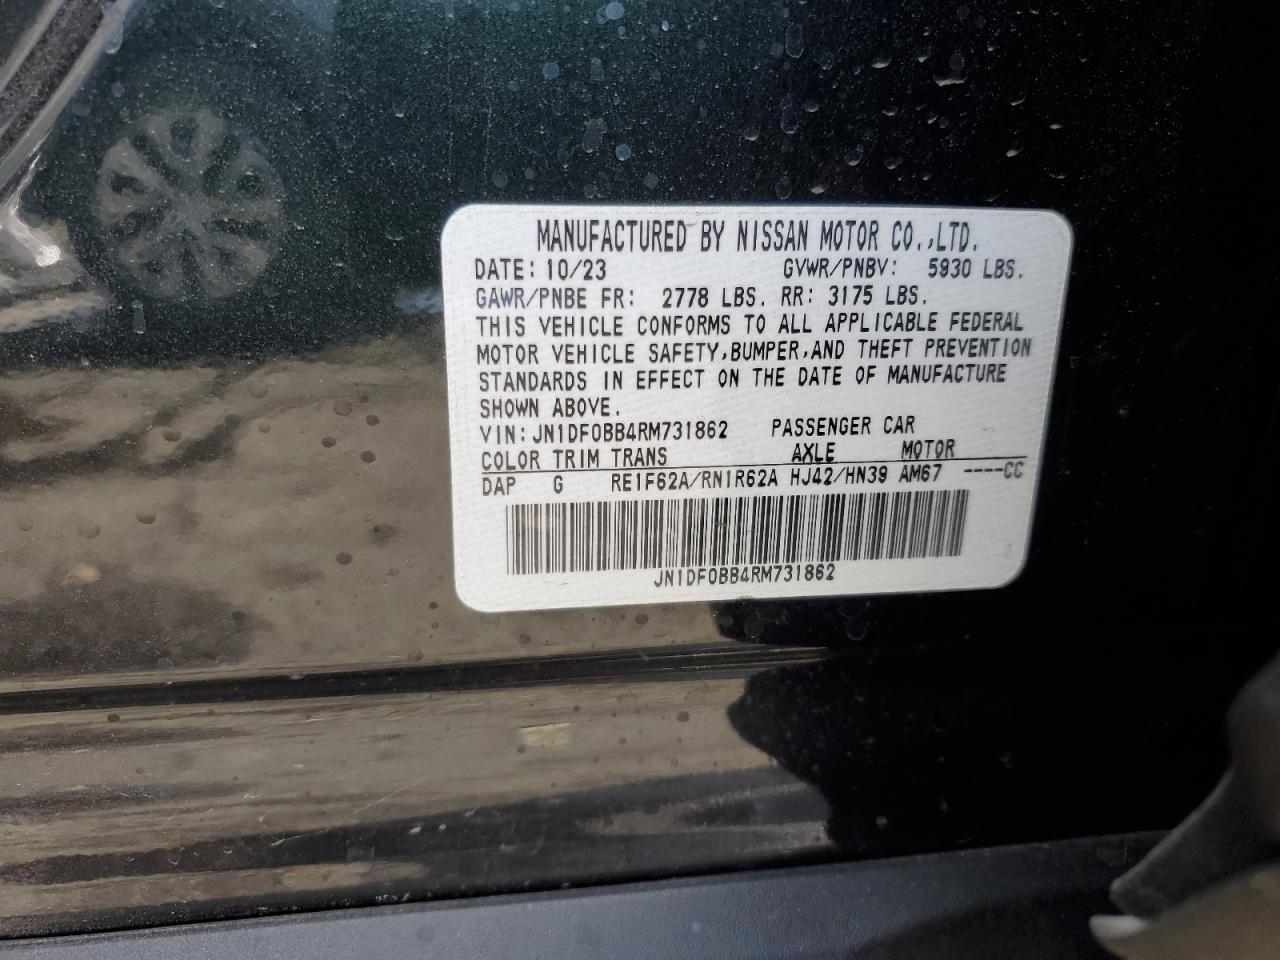 MANUFACTURED BY NISSAN MOTOR CO.,LTD.
DATE: 10/23 GVWR/PNBV: 5930 LBS.
GAWR/PNBE FR: 2778 LBS. RR: 3175 LBS.
THIS VEHICLE CONFORMS TO ALL APPLICABLE FEDERAL
MOTOR VEHICLE SAFETY,BUMPER,AND THEFT PREVENTION
STANDARDS IN EFFECT ON THE DATE OF MANUFACTURE
SHOWN ABOVE.
VIN: JN1DF0BB4RM731862 PASSENGER CAR
COLOR TRIM TRANS AXLE MOTOR
DAP G RE1F62A/RN1R62A HJ42/HN39 AM67 ----CC
JN1DF0BB4RM731862